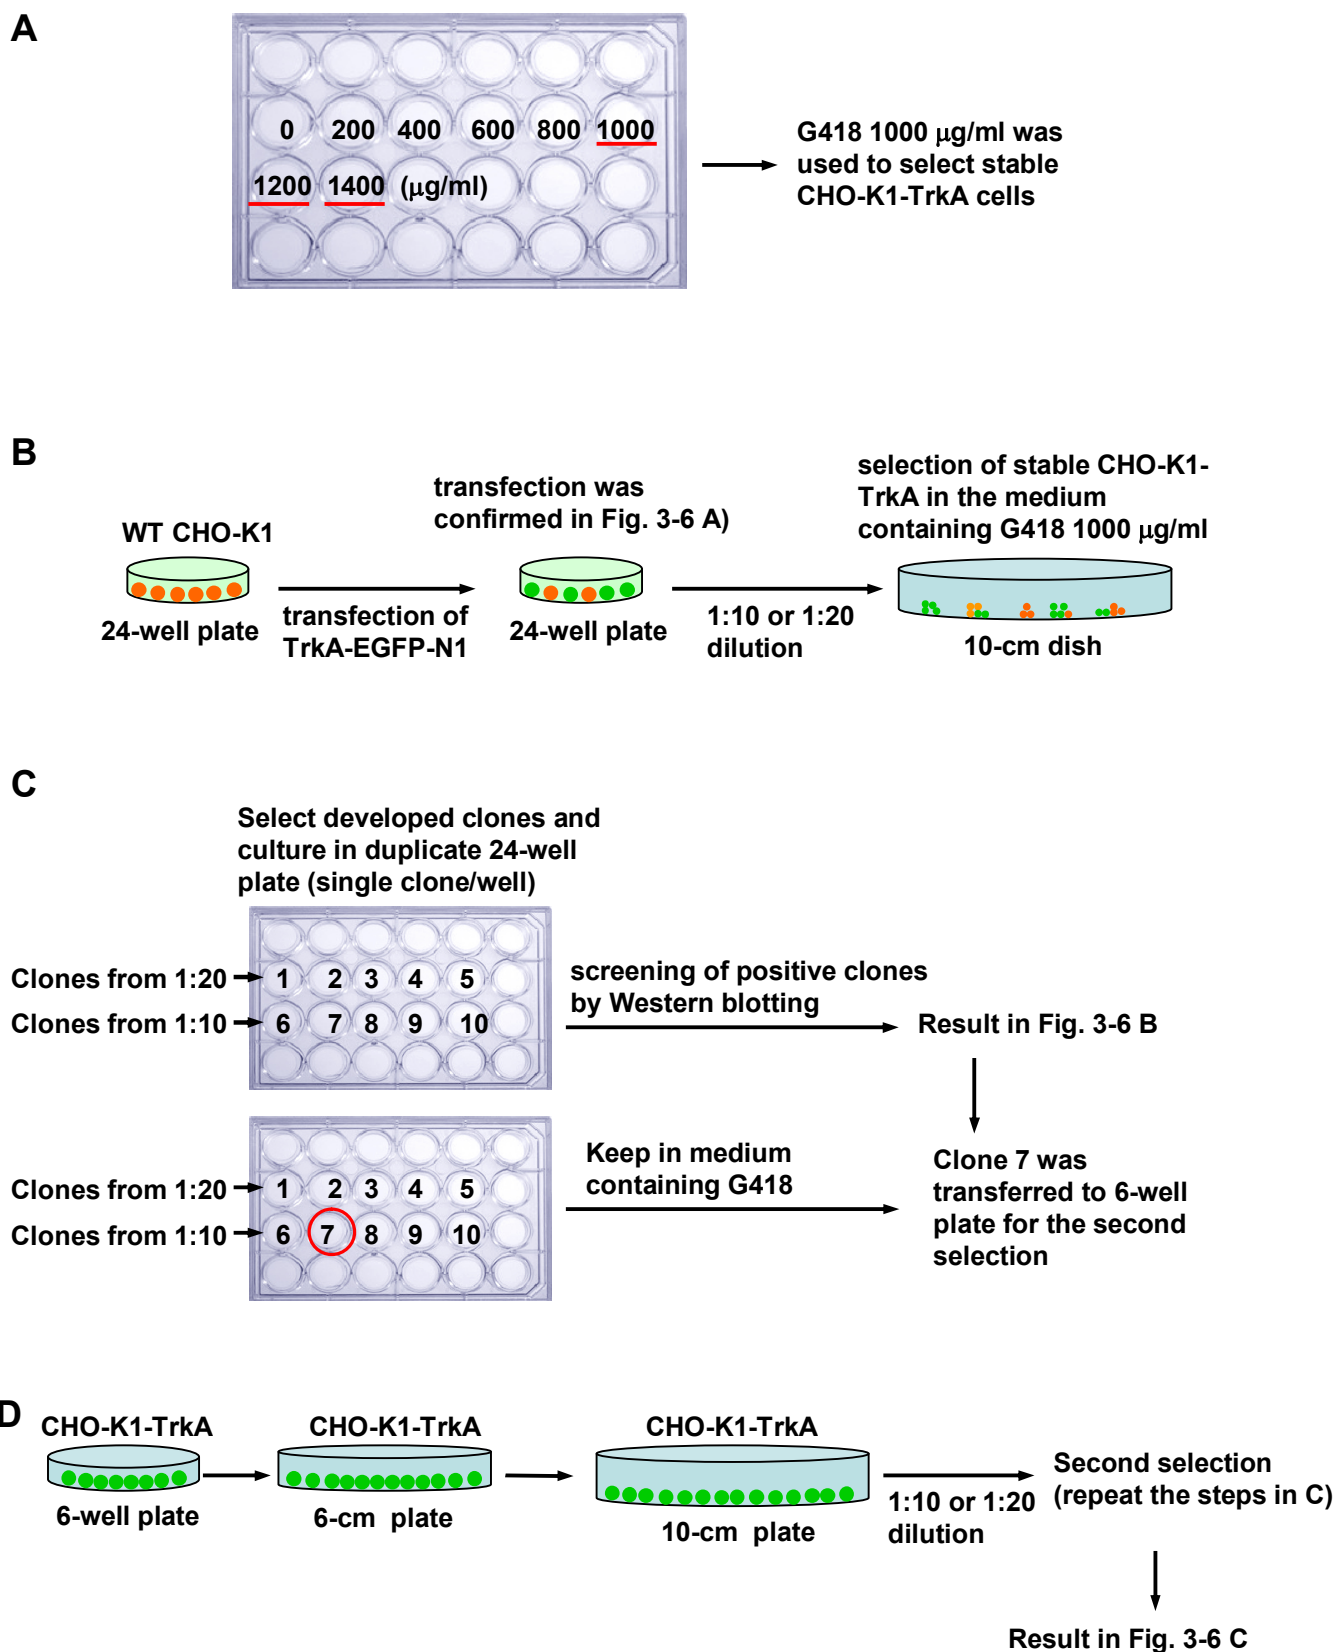 A
0 200 400 600 800 1000
1200 1400 (μg/ml)
G418 1000 μg/ml was
used to select stable
CHO-K1-TrkA cells
B
WT CHO-K1
24-well plate
transfection of
TrkA-EGFP-N1
transfection was
confirmed in Fig. 3-6 A)
24-well plate
1:10 or 1:20
dilution
selection of stable CHO-K1-
TrkA in the medium
containing G418 1000 μg/ml
10-cm dish
C
Select developed clones and
culture in duplicate 24-well
plate (single clone/well)
Clones from 1:20
1 2 3 4 5
Clones from 1:10
6 7 8 9 10
screening of positive clones
by Western blotting
Result in Fig. 3-6 B
Clones from 1:20
1 2 3 4 5
Clones from 1:10
6 7 8 9 10
Keep in medium
containing G418
Clone 7 was
transferred to 6-well
plate for the second
selection
D
CHO-K1-TrkA
6-well plate
CHO-K1-TrkA
6-cm plate
CHO-K1-TrkA
10-cm plate
1:10 or 1:20
dilution
Second selection
(repeat the steps in C)
Result in Fig. 3-6 C